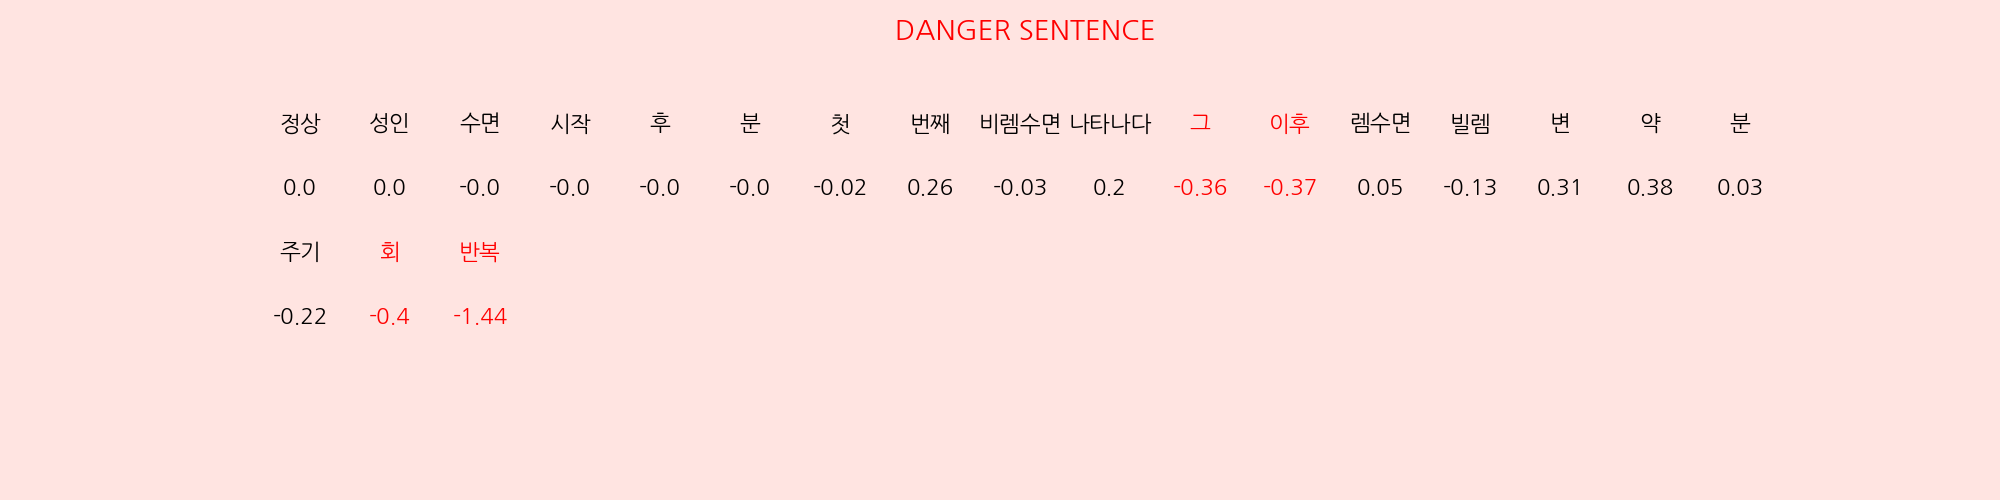 DANGER SENTENCE
정상 성인 수면 시작 후 분 첫 번째 비렘수면 나타나다 그 이후 렘수면 빌렘 변 약 분
0.0 0.0 -0.0 -0.0 -0.0 -0.0 -0.02 0.26 -0.03 0.2 -0.36 -0.37 0.05 -0.13 0.31 0.38 0.03
주기 회 반복
-0.22 -0.4 -1.44